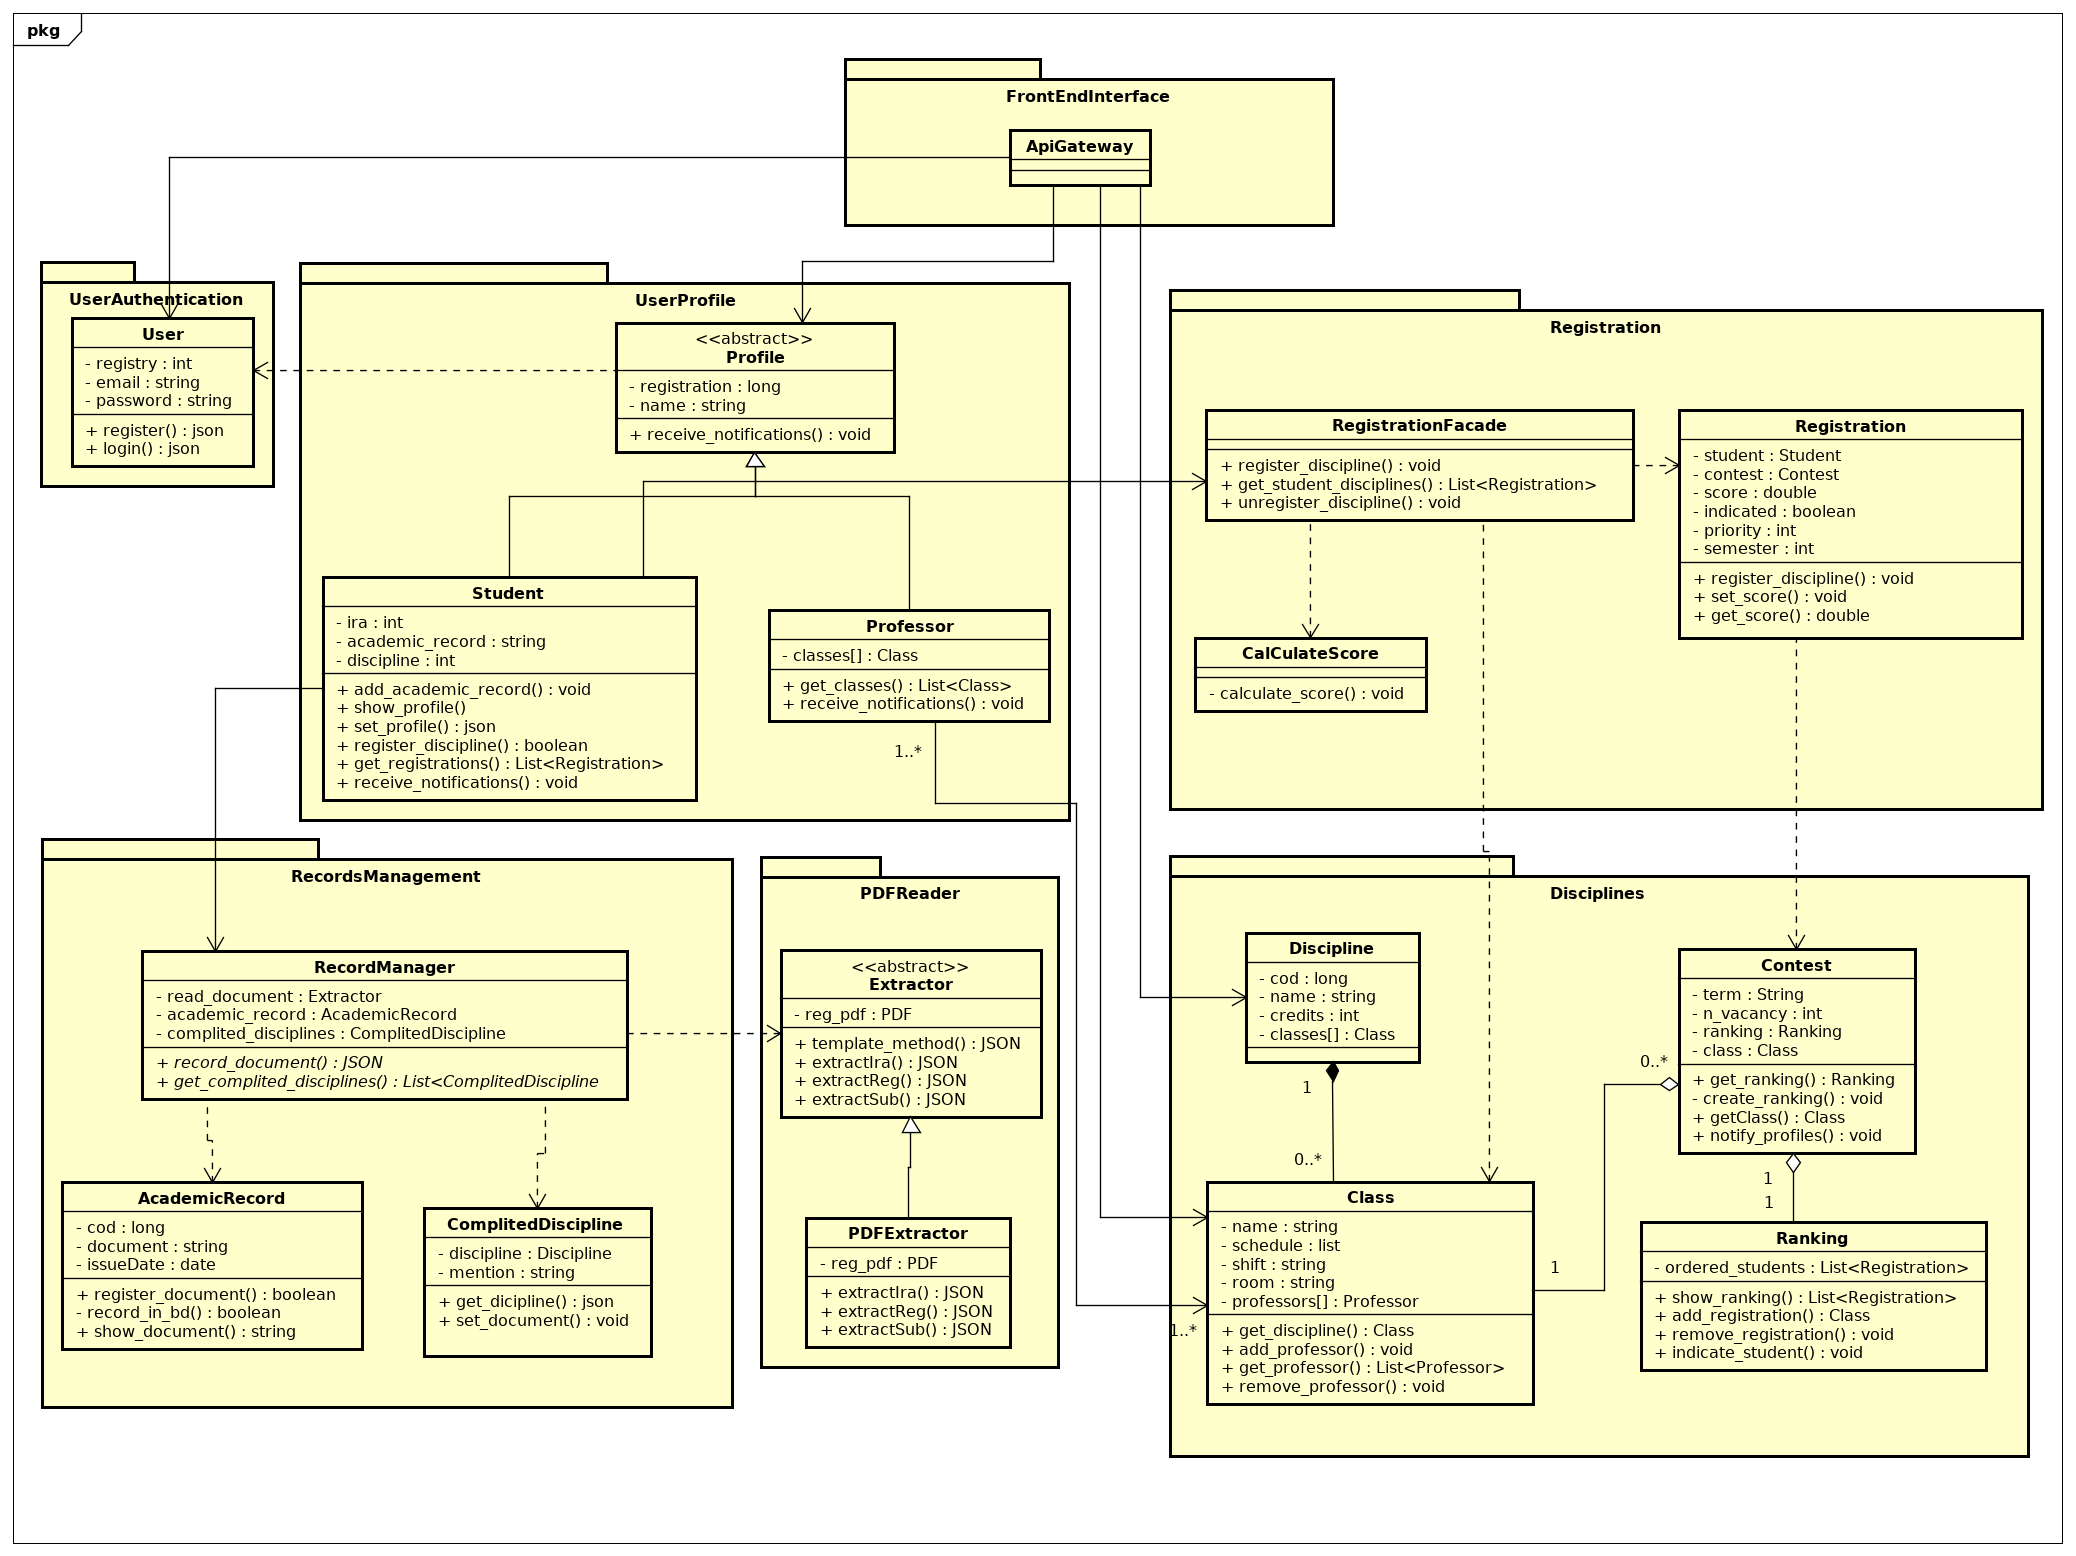 pkg
FrontEndInterface
ApiGateway
UserAuthentication
User
- registry : int
- email : string
- password : string
+ register() : json
+ login() : json
UserProfile
<<abstract>>
Profile
- registration : long
- name : string
+ receive_notifications() : void
Student
- ira : int
- academic_record : string
- discipline : int
+ add_academic_record() : void
+ show_profile()
+ set_profile() : json
+ register_discipline() : boolean
+ get_registrations() : List<Registration>
+ receive_notifications() : void
Professor
- classes[] : Class
+ get_classes() : List<Class>
+ receive_notifications() : void
1..*
Registration
RegistrationFacade
+ register_discipline() : void
+ get_student_disciplines() : List<Registration>
+ unregister_discipline() : void
Registration
- student : Student
- contest : Contest
- score : double
- indicated : boolean
- priority : int
- semester : int
+ register_discipline() : void
+ set_score() : void
+ get_score() : double
CalCulateScore
- calculate_score() : void
RecordsManagement
RecordManager
- read_document : Extractor
- academic_record : AcademicRecord
- complited_disciplines : ComplitedDiscipline
+ record_document() : JSON
+ get_complited_disciplines() : List<ComplitedDiscipline
AcademicRecord
- cod : long
- document : string
- issueDate : date
+ register_document() : boolean
- record_in_bd() : boolean
+ show_document() : string
ComplitedDiscipline
- discipline : Discipline
- mention : string
+ get_dicipline() : json
+ set_document() : void
PDFReader
<<abstract>>
Extractor
- reg_pdf : PDF
+ template_method() : JSON
+ extractIra() : JSON
+ extractReg() : JSON
+ extractSub() : JSON
PDFExtractor
- reg_pdf : PDF
+ extractIra() : JSON
+ extractReg() : JSON
+ extractSub() : JSON
Disciplines
Discipline
- cod : long
- name : string
- credits : int
- classes[] : Class
1
0..*
Class
- name : string
- schedule : list
- shift : string
- room : string
- professors[] : Professor
+ get_discipline() : Class
+ add_professor() : void
+ get_professor() : List<Professor>
+ remove_professor() : void
1..*
1
0..*
Contest
- term : String
- n_vacancy : int
- ranking : Ranking
- class : Class
+ get_ranking() : Ranking
- create_ranking() : void
+ getClass() : Class
+ notify_profiles() : void
1
1
Ranking
- ordered_students : List<Registration>
+ show_ranking() : List<Registration>
+ add_registration() : Class
+ remove_registration() : void
+ indicate_student() : void